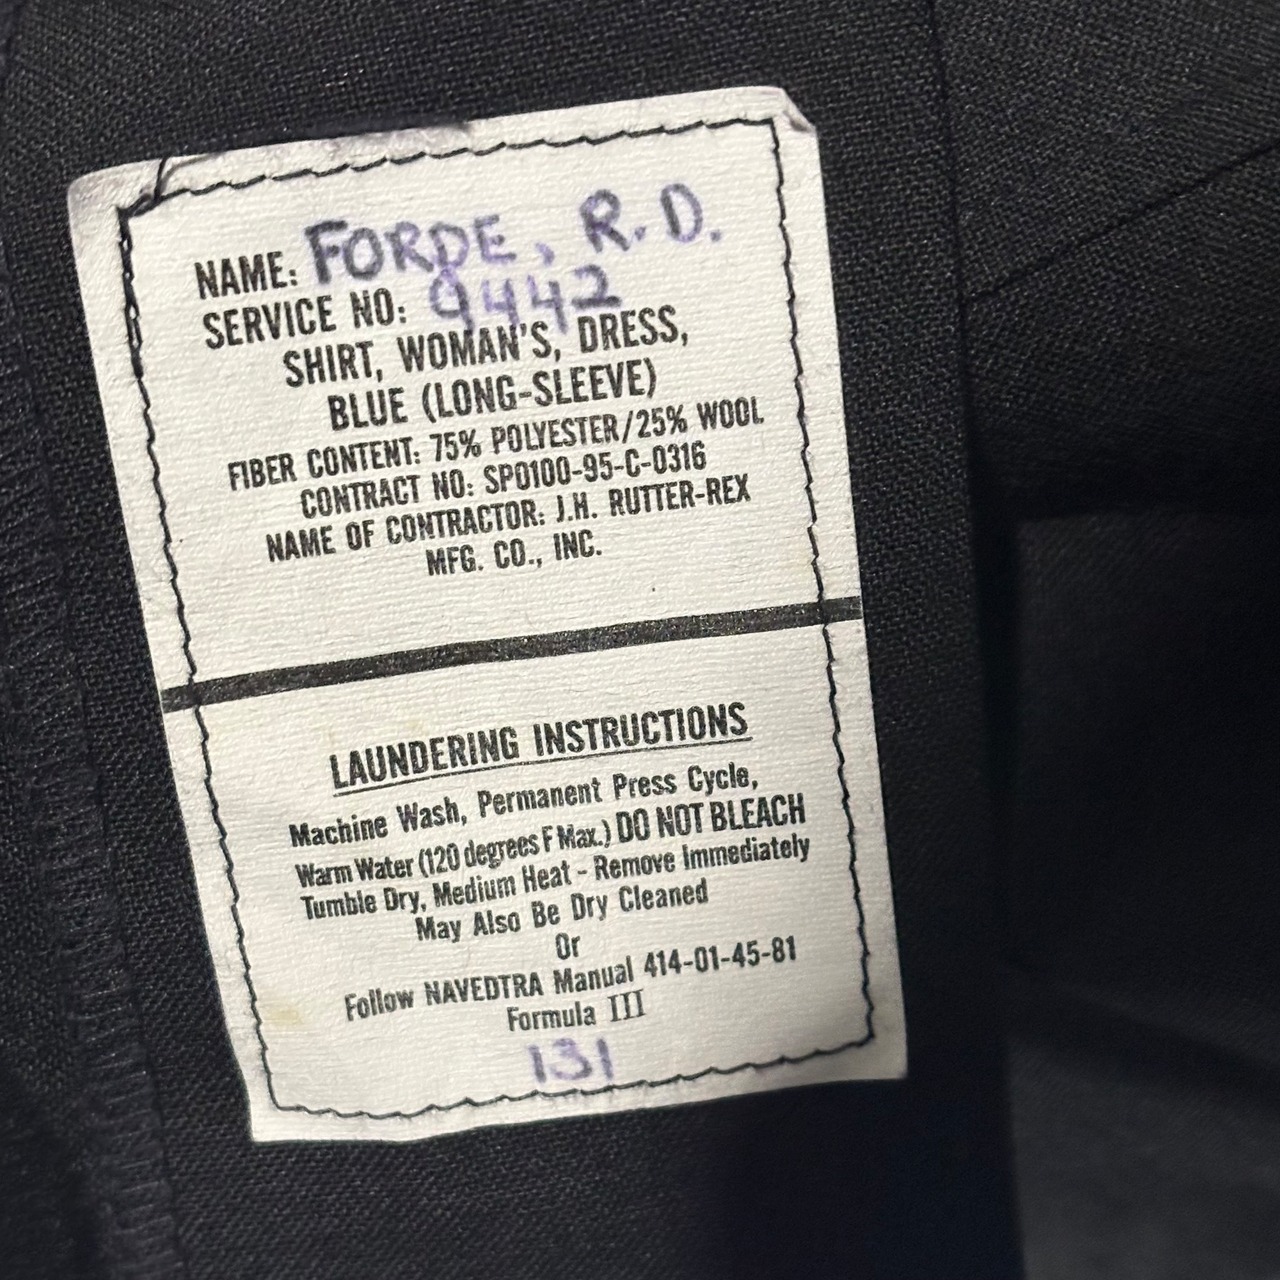 NAME: FORDE, R.D.
SERVICE NO: 9442
SHIRT, WOMAN'S, DRESS,
BLUE (LONG-SLEEVE)
FIBER CONTENT: 75% POLYESTER/25% WOOL
CONTRACT NO: SPO100-95-C-0316
NAME OF CONTRACTOR: J.H. RUTTER-REX
MFG. CO., INC.
LAUNDERING INSTRUCTIONS
Machine Wash, Permanent Press Cycle,
Warm Water (120 degrees F Max.) DO NOT BLEACH
Tumble Dry, Medium Heat - Remove Immediately
May Also Be Dry Cleaned
Or
Follow NAVEDTRA Manual 414-01-45-81
Formula III
131